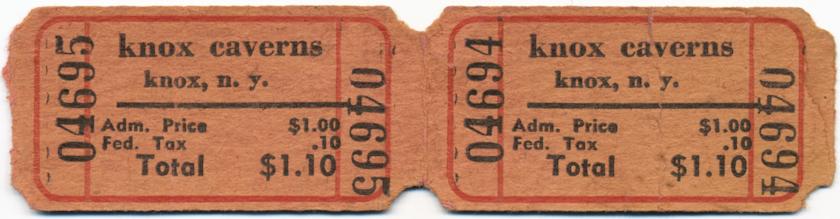 04695
knox caverns
knox, n. y.
Adm. Price $1.00
Fed. Tax .10
Total $1.10
04695
04694
knox caverns
knox, n. y.
Adm. Price $1.00
Fed. Tax .10
Total $1.10
04694